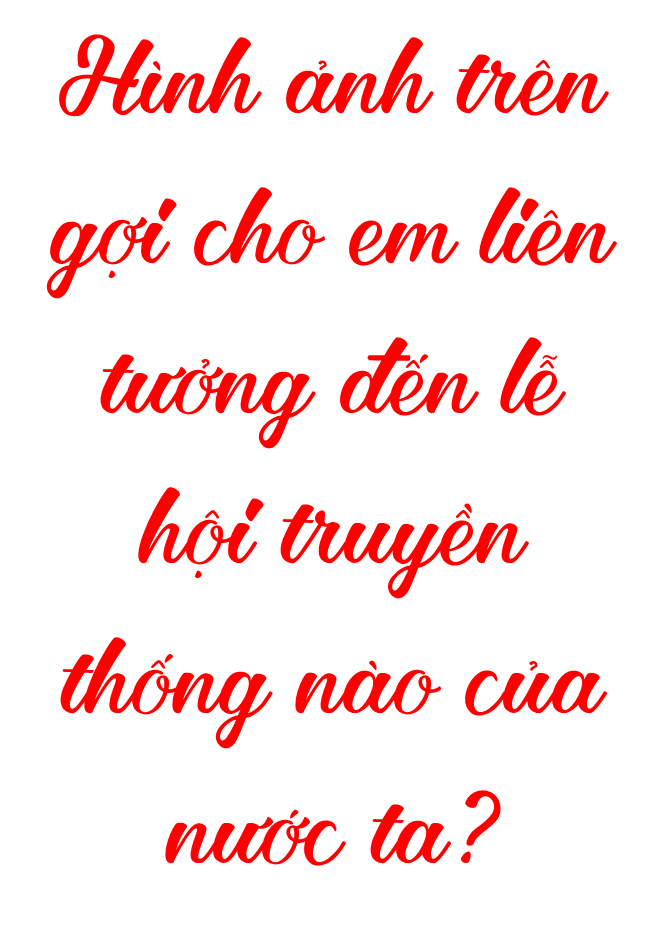 Hình ảnh trên
gợi cho em liên
tưởng đến lễ
hội truyền
thống nào của
nước ta?